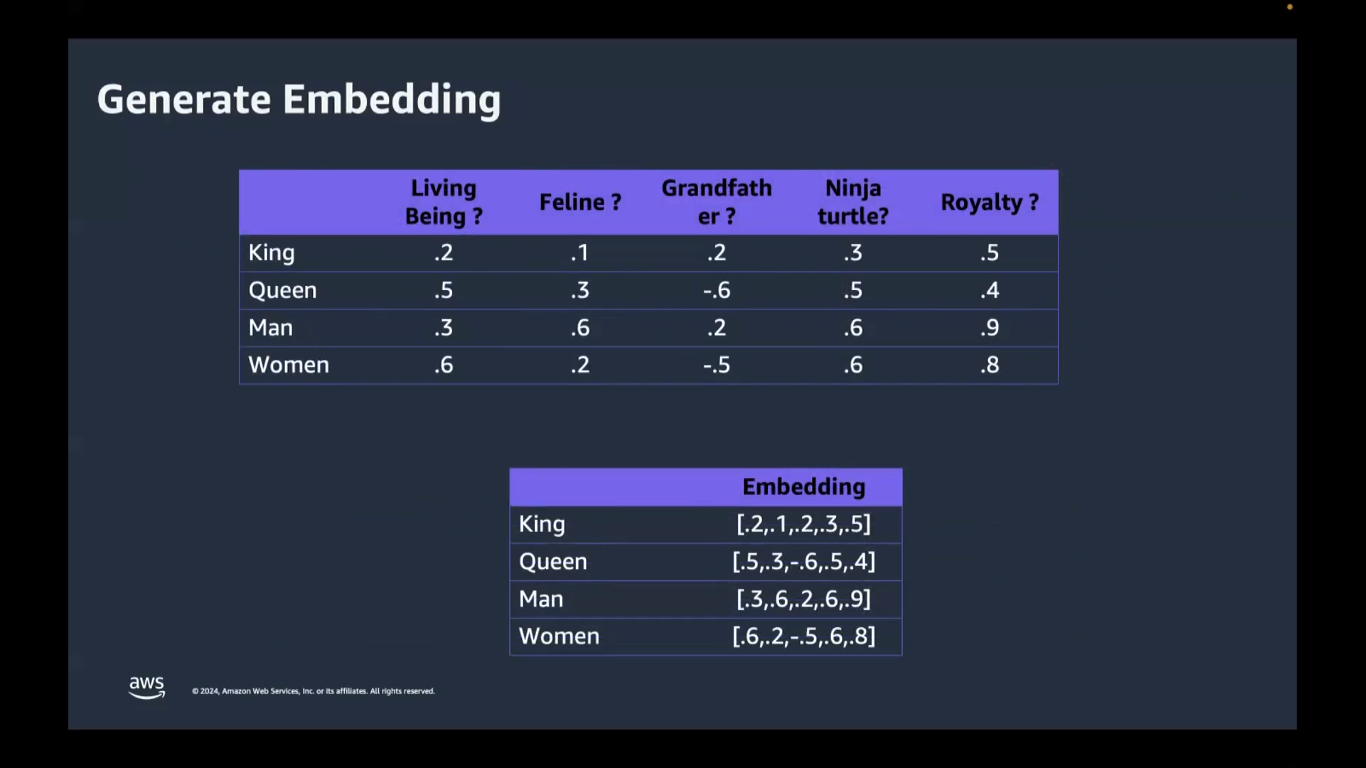 Generate Embedding
Living Being ? Feline ? Grandfath er ? Ninja turtle? Royalty ?
King .2 .1 .2 .3 .5
Queen .5 .3 -.6 .5 .4
Man .3 .6 .2 .6 .9
Women .6 .2 -.5 .6 .8
Embedding
King [.2,.1,.2,.3,.5]
Queen [.5,.3,-.6,.5,.4]
Man [.3,.6,.2,.6,.9]
Women [.6,.2,-.5,.6,.8]
aws © 2024, Amazon Web Services, Inc. or its affiliates. All rights reserved.